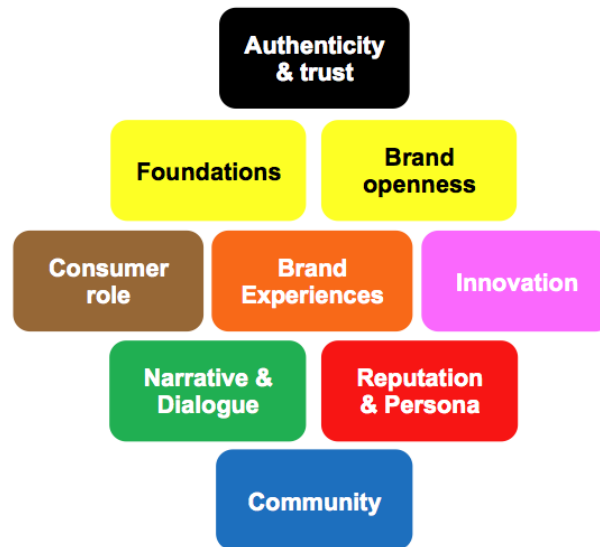 Authenticity
& trust
Foundations
Brand
openness
Consumer
role
Brand
Experiences
Innovation
Narrative &
Dialogue
Reputation
& Persona
Community